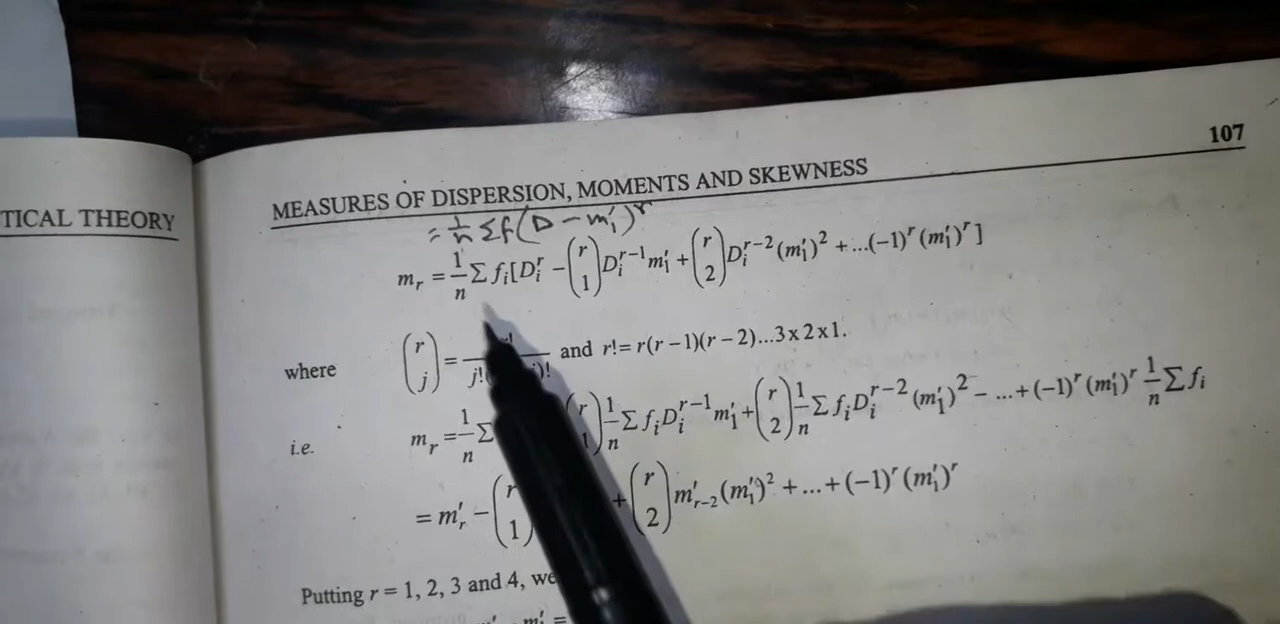 107
TICAL THEORY
MEASURES OF DISPERSION, MOMENTS AND SKEWNESS
= 1/n Σf(D − m′₁)^r
m_r = 1/n Σ f_i [D_i^r − (r 1) D_i^{r−1} m′₁ + (r 2) D_i^{r−2} (m′₁)² + ...(−1)^r (m′₁)^r]
where (r j) = r! / j! )! and r! = r(r − 1)(r − 2)...3 x 2 x 1.
i.e. m_r = 1/n Σ (r 1) 1/n Σ f_i D_i^{r−1} m′₁ + (r 2) 1/n Σ f_i D_i^{r−2} (m′₁)² − ...+ (−1)^r (m′₁)^r 1/n Σ f_i
= m′_r − (r 1) + (r 2) m′_{r−2} (m′₁)² + ... + (−1)^r (m′₁)^r
Putting r = 1, 2, 3 and 4, we